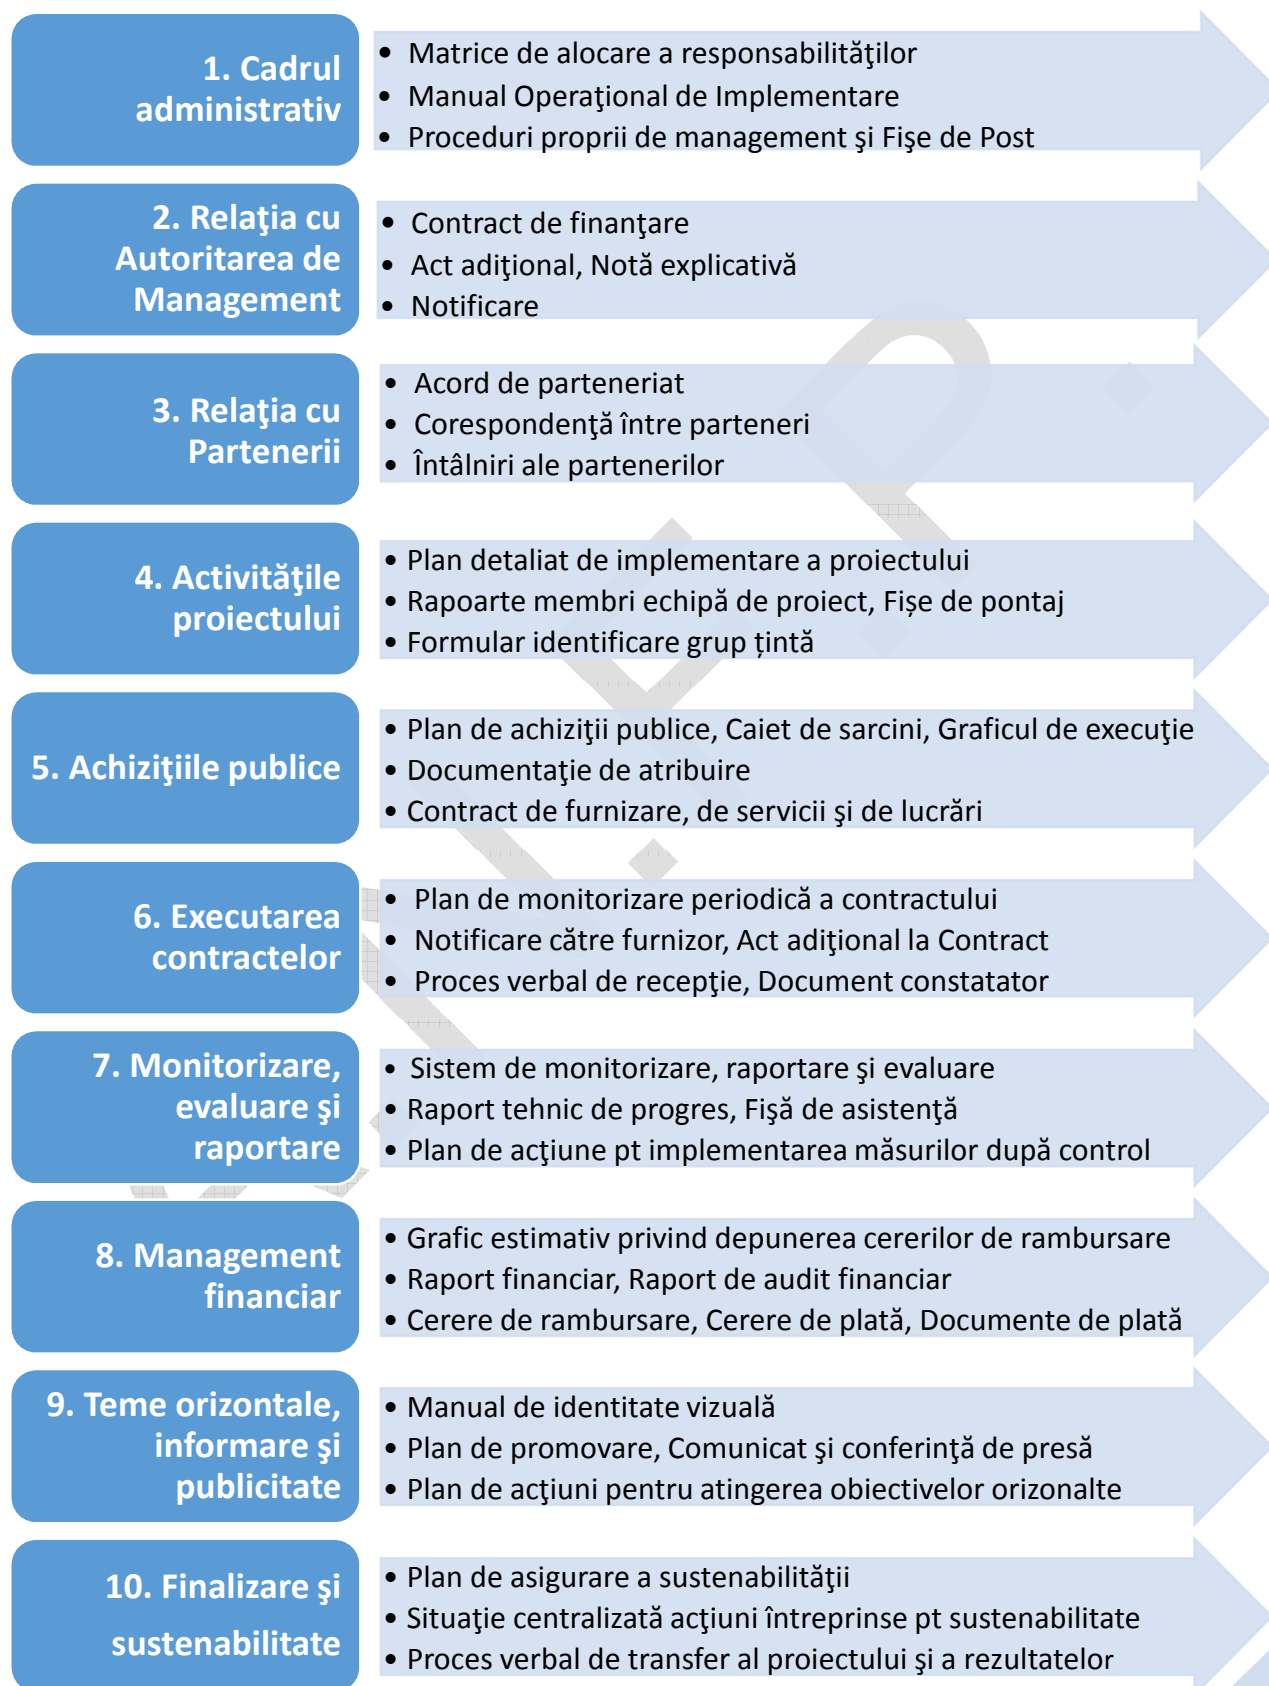 1. Cadrul
administrativ
• Matrice de alocare a responsabilităţilor
• Manual Operaţional de Implementare
• Proceduri proprii de management şi Fişe de Post
2. Relaţia cu
Autoritarea de
Management
• Contract de finanţare
• Act adiţional, Notă explicativă
• Notificare
3. Relaţia cu
Partenerii
• Acord de parteneriat
• Corespondenţă între parteneri
• Întâlniri ale partenerilor
4. Activităţile
proiectului
• Plan detaliat de implementare a proiectului
• Rapoarte membri echipă de proiect, Fișe de pontaj
• Formular identificare grup țintă
5. Achiziţiile publice
• Plan de achiziţii publice, Caiet de sarcini, Graficul de execuţie
• Documentaţie de atribuire
• Contract de furnizare, de servicii şi de lucrări
6. Executarea
contractelor
• Plan de monitorizare periodică a contractului
• Notificare către furnizor, Act adiţional la Contract
• Proces verbal de recepţie, Document constatator
7. Monitorizare,
evaluare şi
raportare
• Sistem de monitorizare, raportare şi evaluare
• Raport tehnic de progres, Fişă de asistenţă
• Plan de acţiune pt implementarea măsurilor după control
8. Management
financiar
• Grafic estimativ privind depunerea cererilor de rambursare
• Raport financiar, Raport de audit financiar
• Cerere de rambursare, Cerere de plată, Documente de plată
9. Teme orizontale,
informare şi
publicitate
• Manual de identitate vizuală
• Plan de promovare, Comunicat şi conferinţă de presă
• Plan de acţiuni pentru atingerea obiectivelor orizonalte
10. Finalizare şi
sustenabilitate
• Plan de asigurare a sustenabilităţii
• Situaţie centralizată acţiuni întreprinse pt sustenabilitate
• Proces verbal de transfer al proiectului şi a rezultatelor